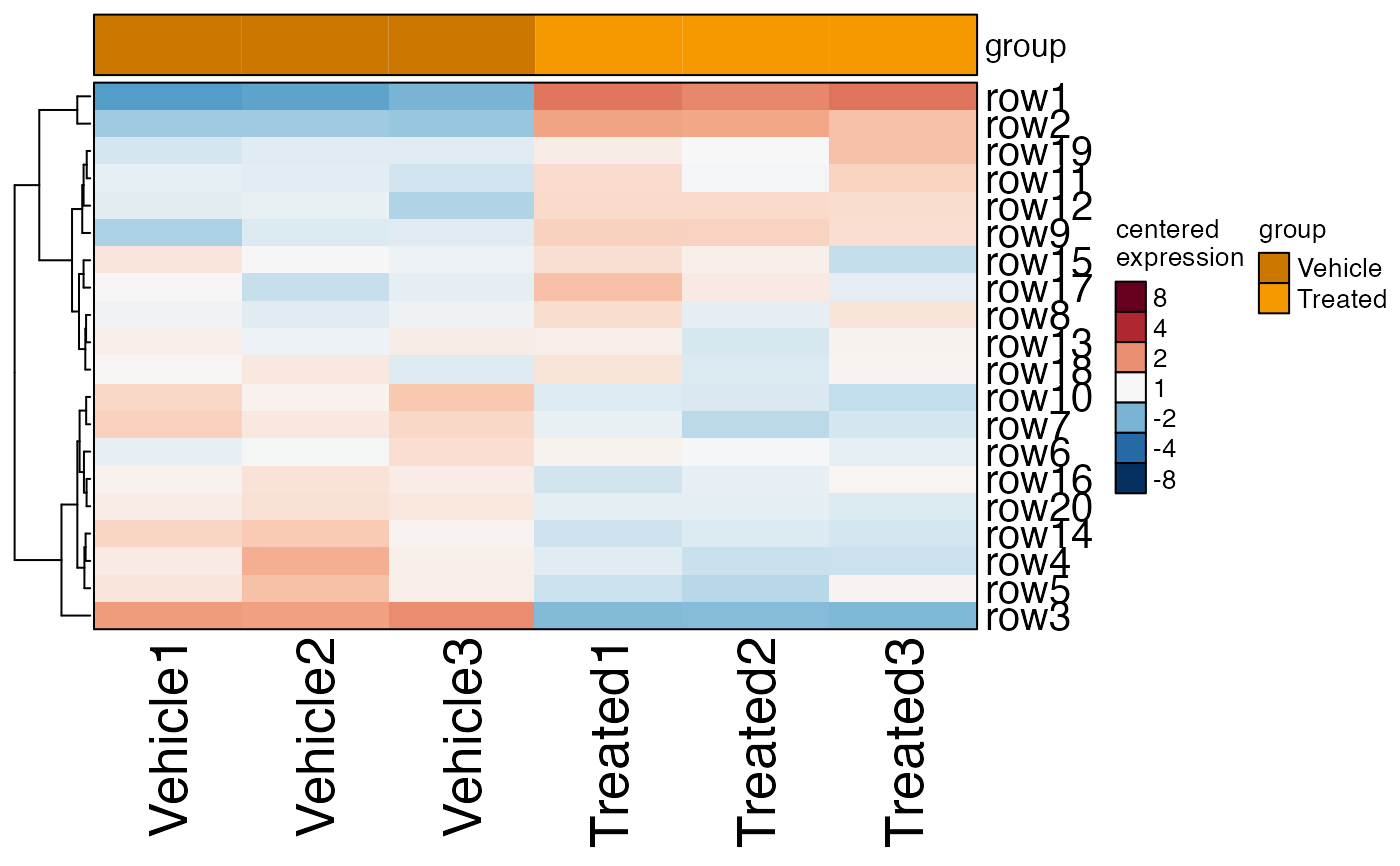 group
row1
row2
row19
row11
row12
row9
row15
row17
row8
row13
row18
row10
row7
row6
row16
row20
row14
row4
row5
row3
Vehicle1
Vehicle2
Vehicle3
Treated1
Treated2
Treated3
centered
expression
8
4
2
1
-2
-4
-8
group
Vehicle
Treated